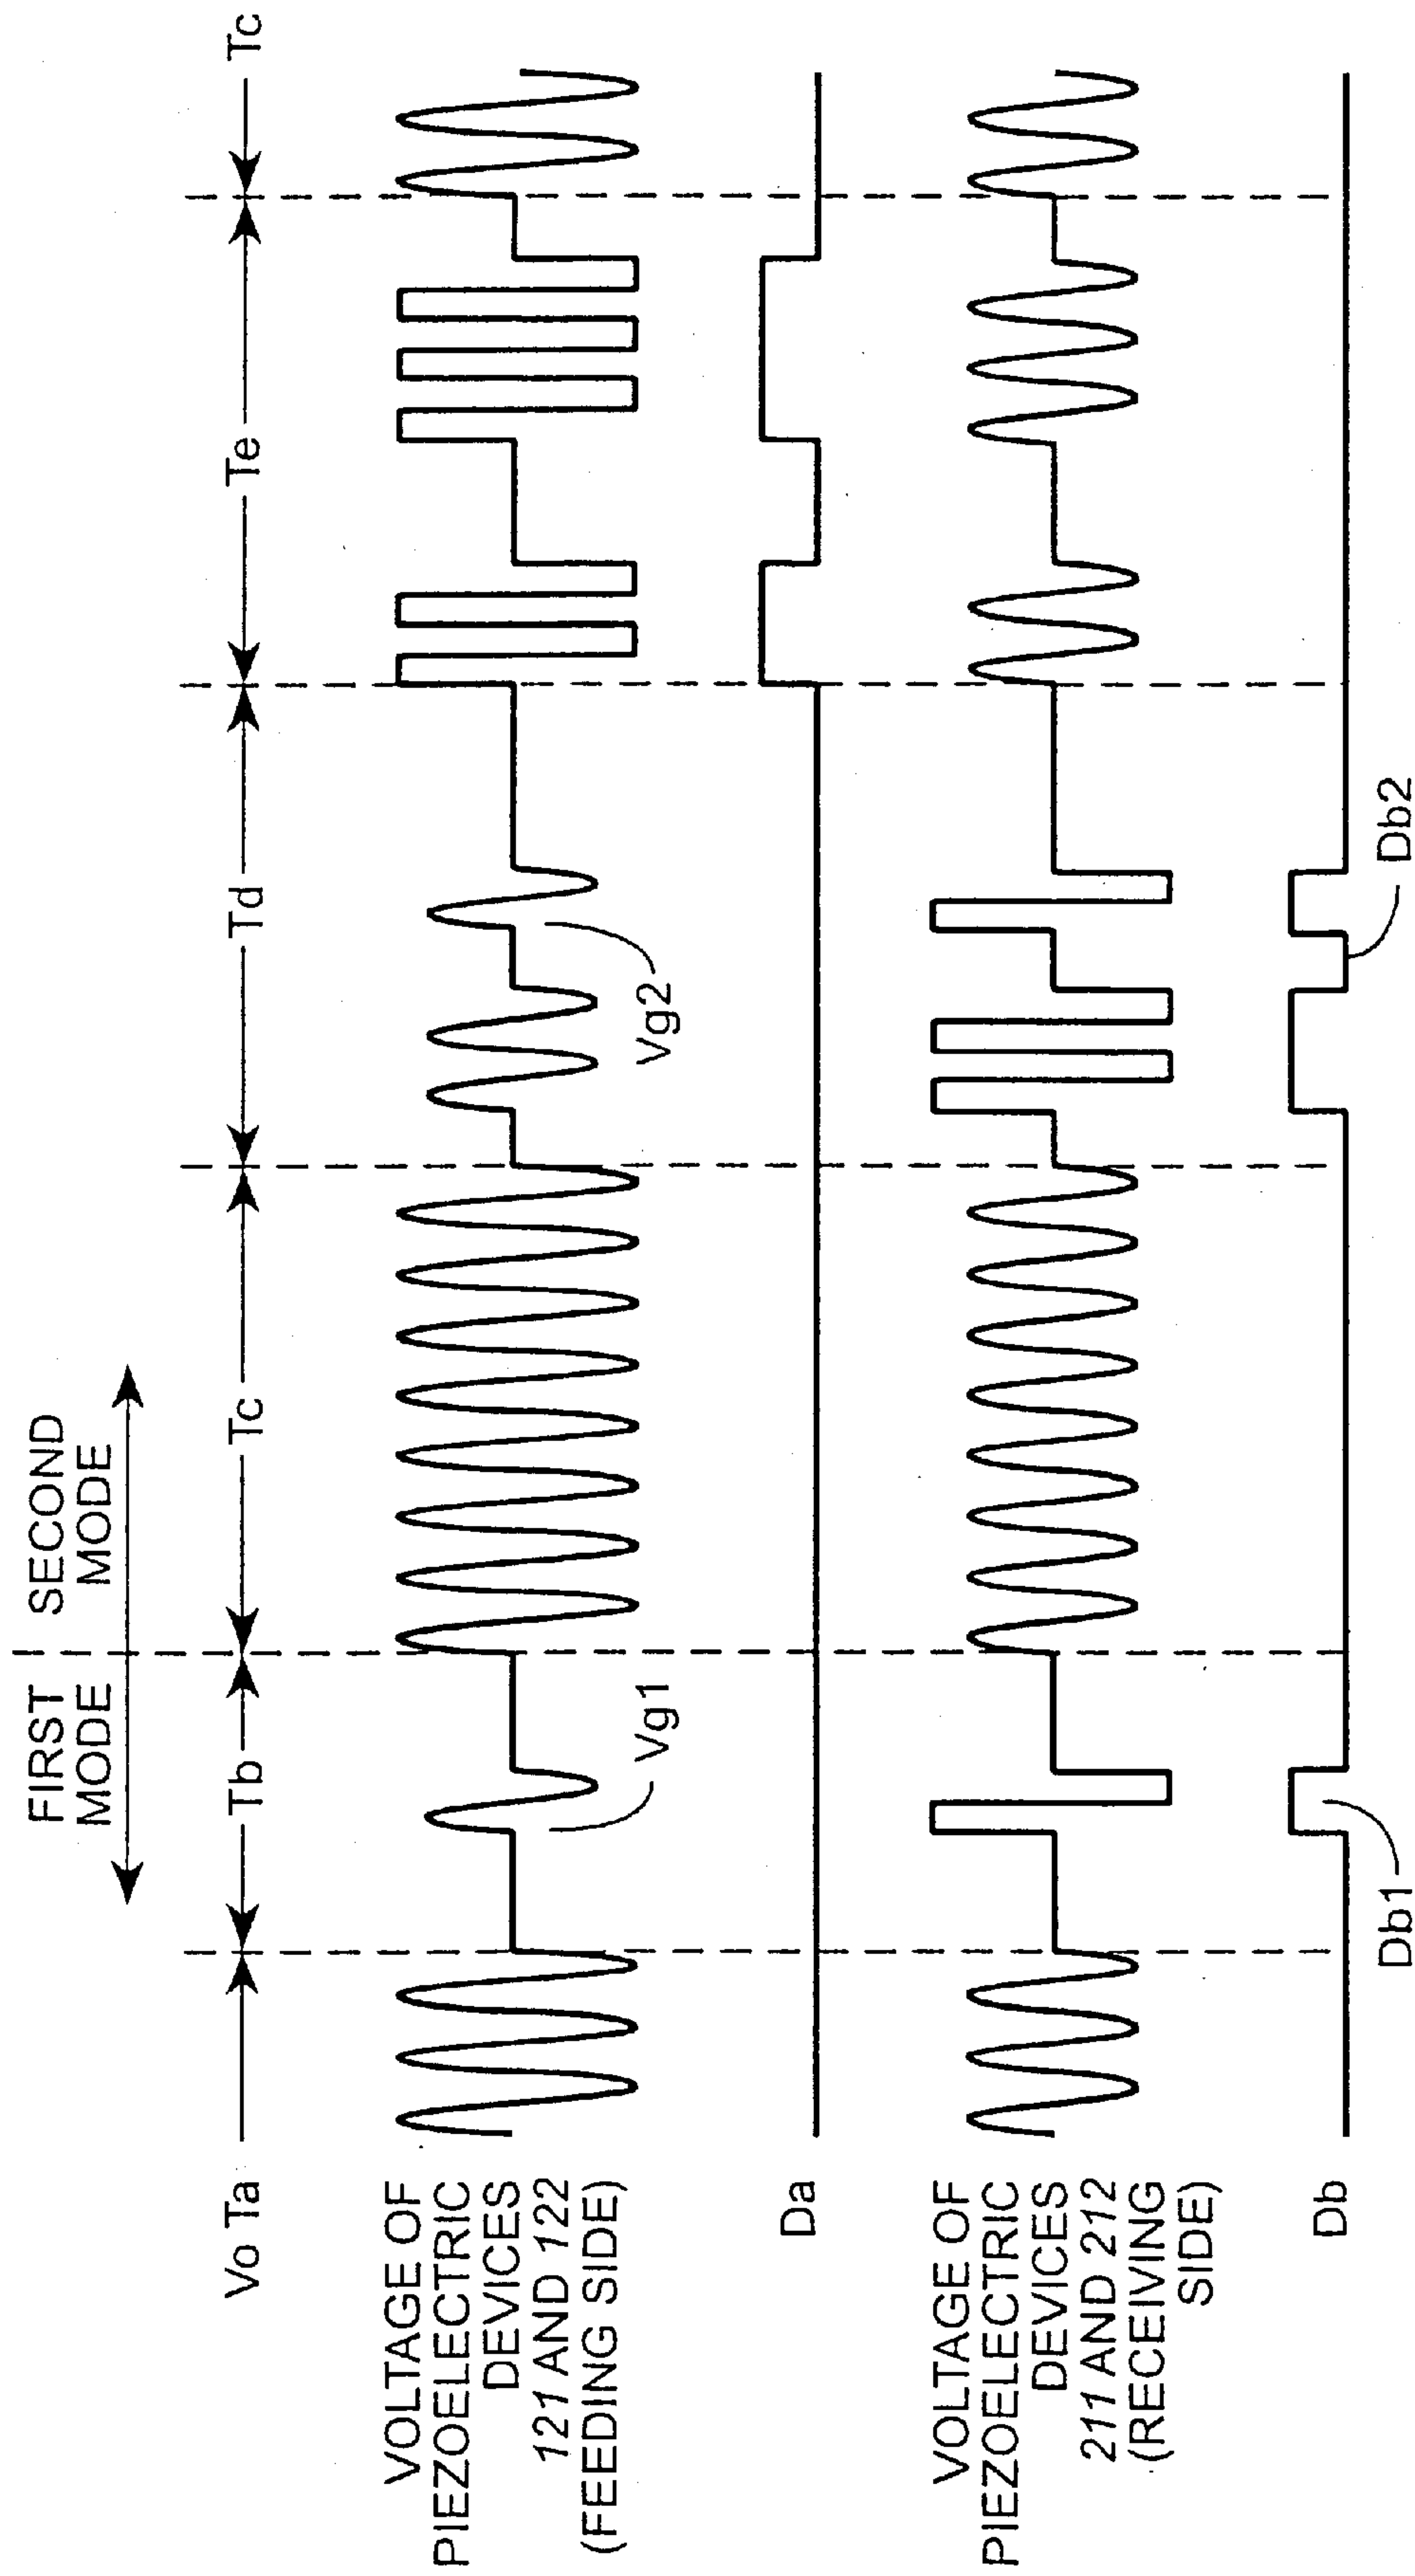 FIRST
MODE
SECOND
MODE
Vo Ta
Tb
Tc
Td
Te
Tc
VOLTAGE OF
PIEZOELECTRIC
DEVICES
121 AND 122
(FEEDING SIDE)
Vg1
Vg2
Da
VOLTAGE OF
PIEZOELECTRIC
DEVICES
211 AND 212
(RECEIVING
SIDE)
Db
Db1
Db2